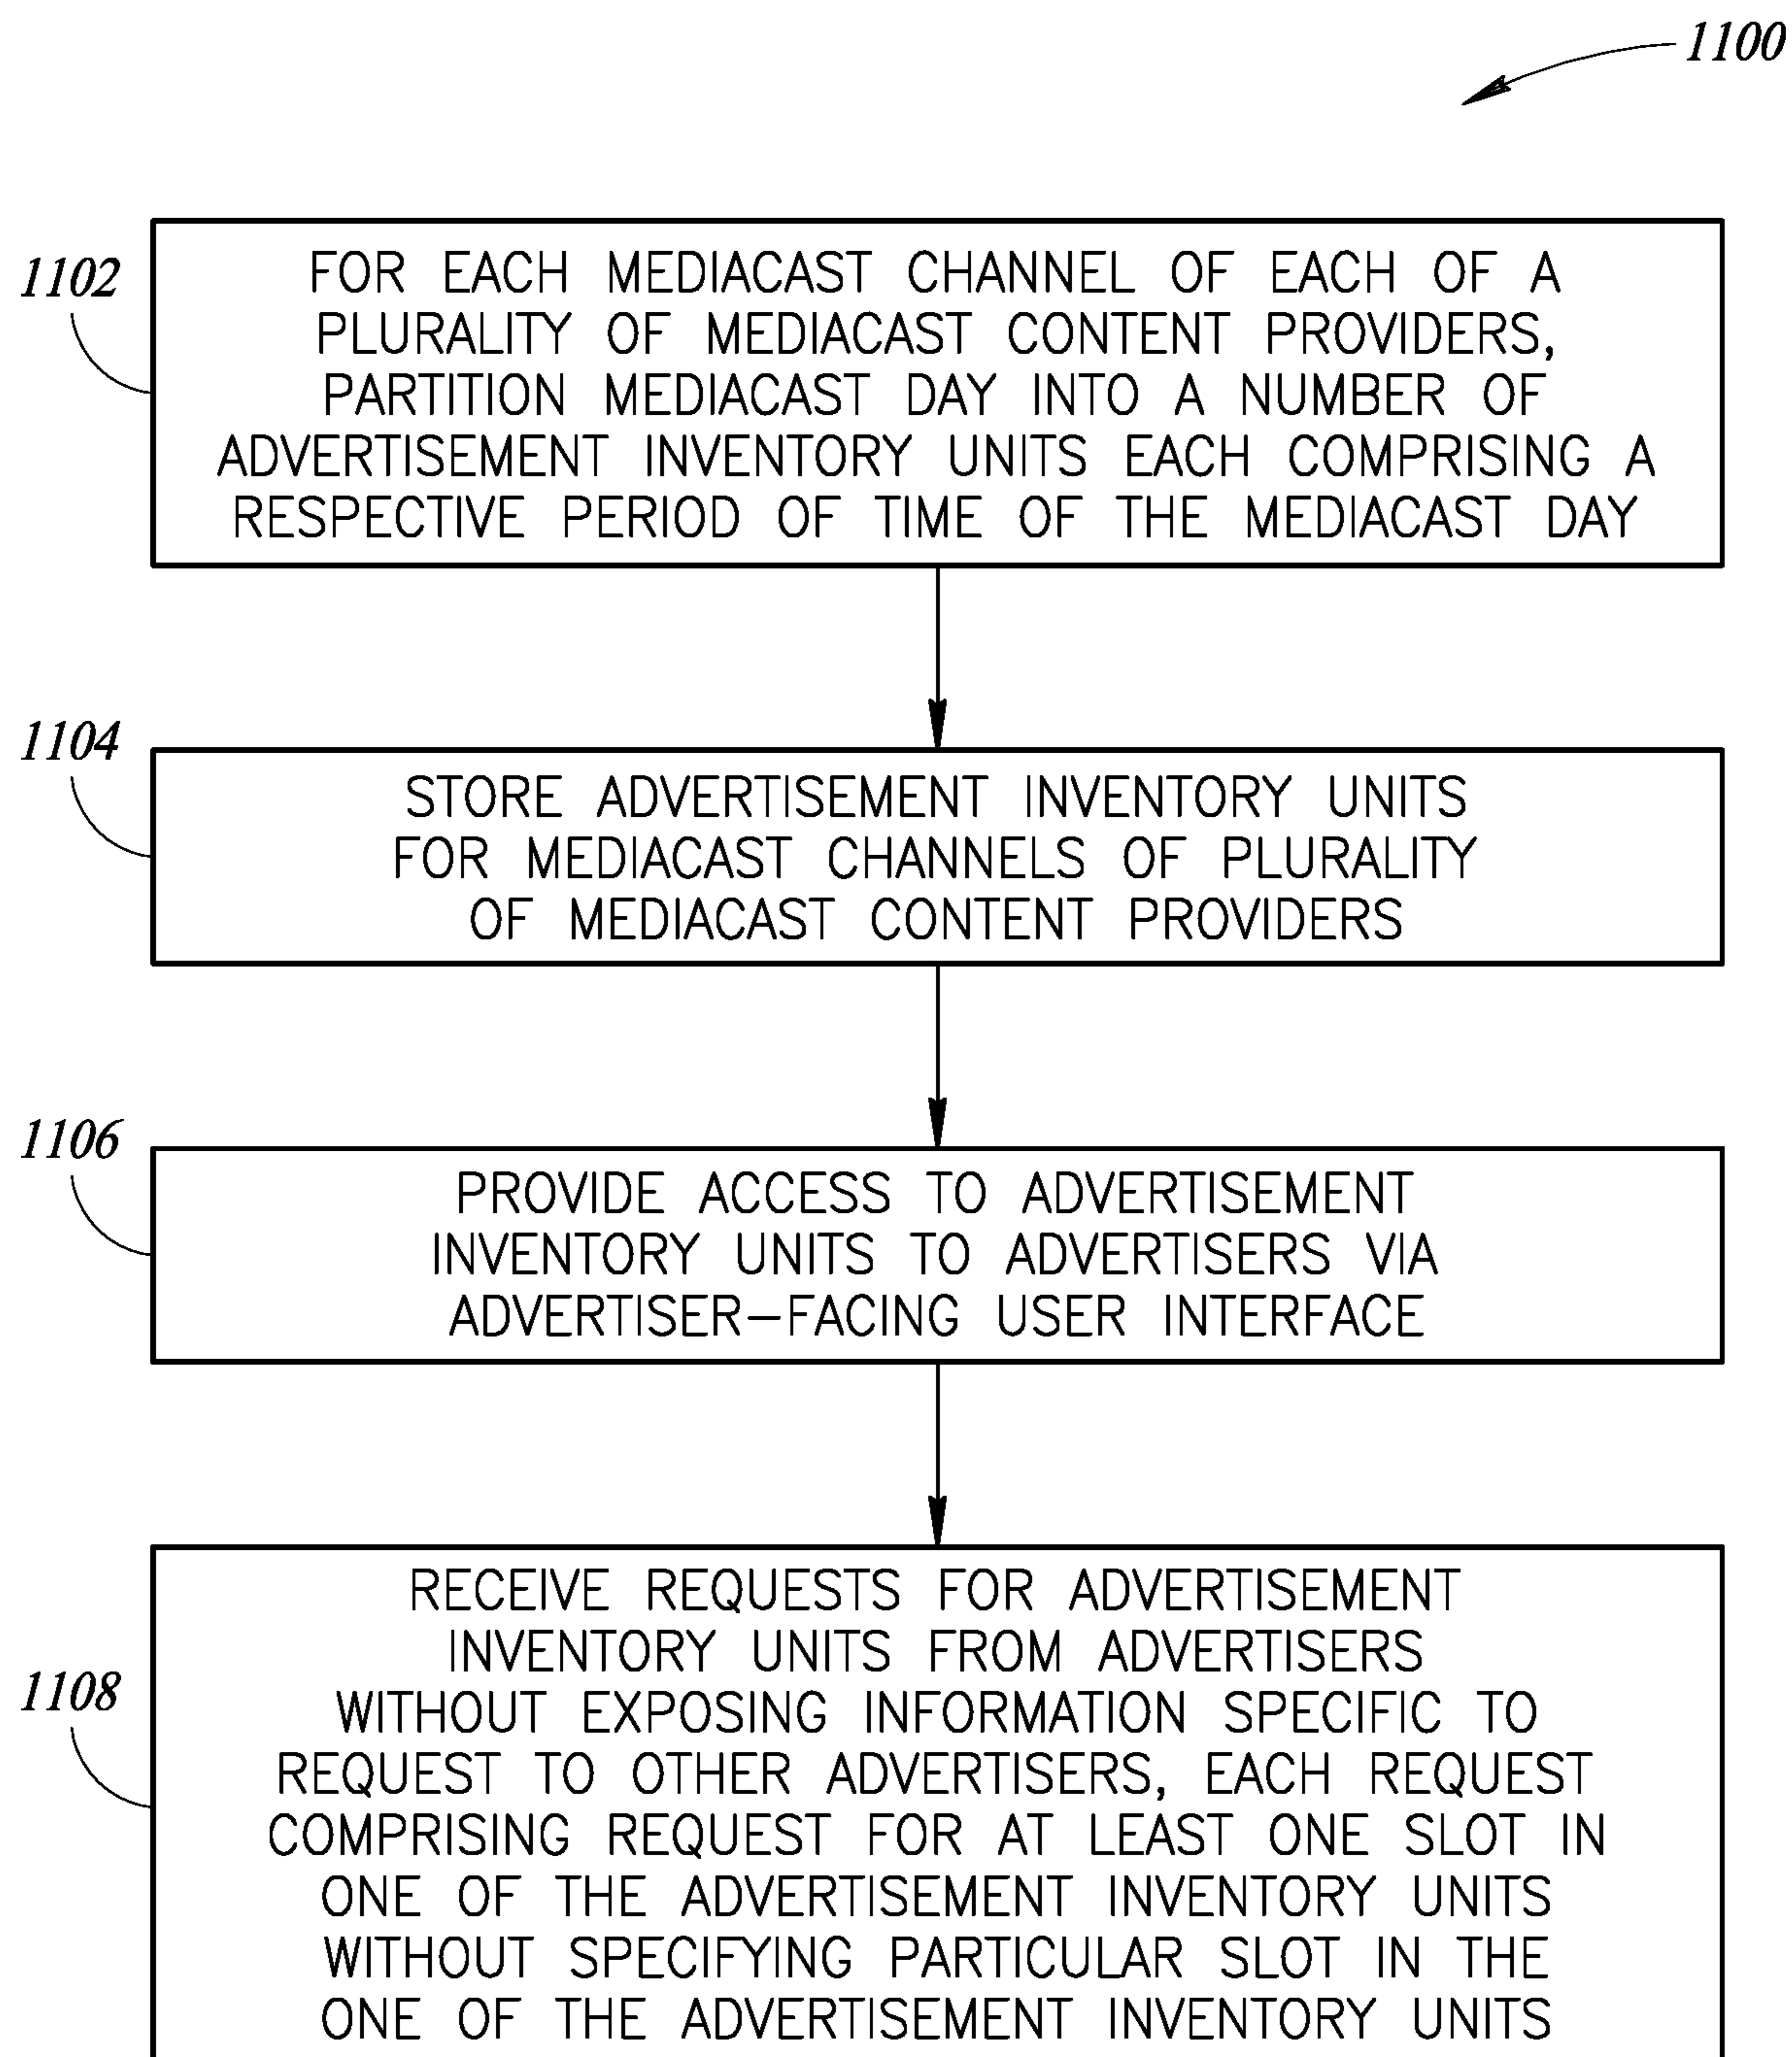 1100
1102
FOR EACH MEDIACAST CHANNEL OF EACH OF A
PLURALITY OF MEDIACAST CONTENT PROVIDERS,
PARTITION MEDIACAST DAY INTO A NUMBER OF
ADVERTISEMENT INVENTORY UNITS EACH COMPRISING A
RESPECTIVE PERIOD OF TIME OF THE MEDIACAST DAY
1104
STORE ADVERTISEMENT INVENTORY UNITS
FOR MEDIACAST CHANNELS OF PLURALITY
OF MEDIACAST CONTENT PROVIDERS
1106
PROVIDE ACCESS TO ADVERTISEMENT
INVENTORY UNITS TO ADVERTISERS VIA
ADVERTISER-FACING USER INTERFACE
1108
RECEIVE REQUESTS FOR ADVERTISEMENT
INVENTORY UNITS FROM ADVERTISERS
WITHOUT EXPOSING INFORMATION SPECIFIC TO
REQUEST TO OTHER ADVERTISERS, EACH REQUEST
COMPRISING REQUEST FOR AT LEAST ONE SLOT IN
ONE OF THE ADVERTISEMENT INVENTORY UNITS
WITHOUT SPECIFYING PARTICULAR SLOT IN THE
ONE OF THE ADVERTISEMENT INVENTORY UNITS